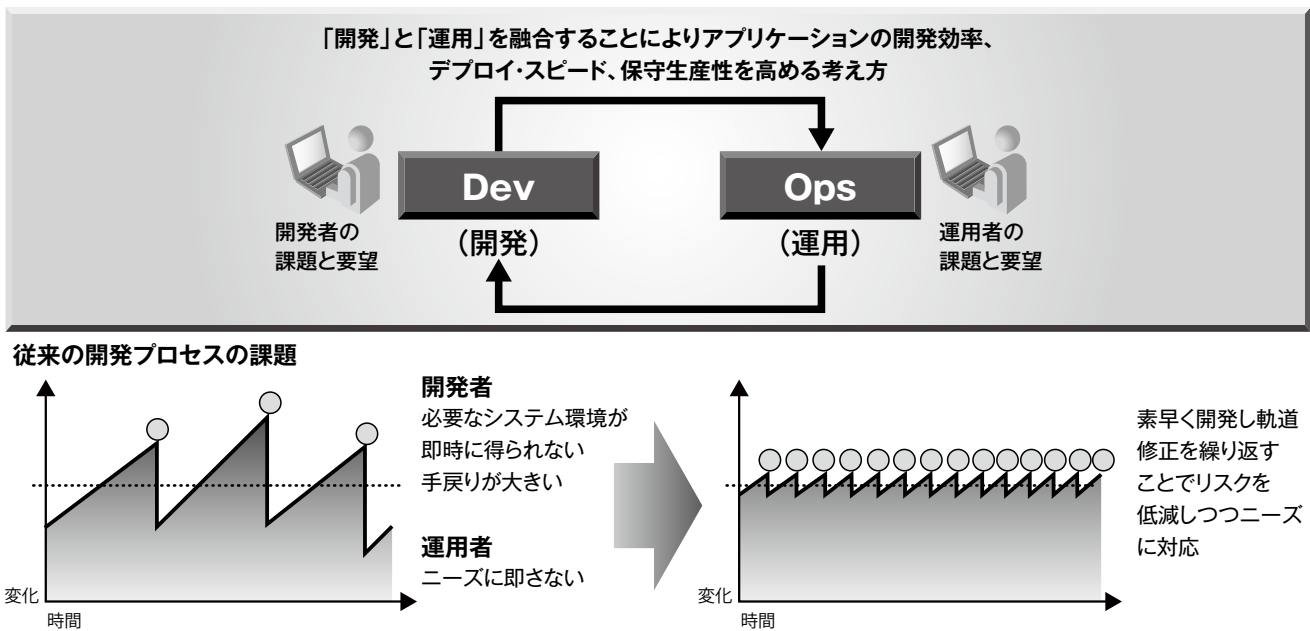 「開発」と「運用」を融合することによりアプリケーションの開発効率、
デプロイ・スピード、保守生産性を高める考え方
Dev
Ops
(開発)
(運用)
開発者の
課題と要望
運用者の
課題と要望
従来の開発プロセスの課題
開発者
必要なシステム環境が
即時に得られない
手戻りが大きい
運用者
ニーズに即さない
変化
時間
素早く開発し軌道
修正を繰り返す
ことでリスクを
低減しつつニーズ
に対応
変化
時間